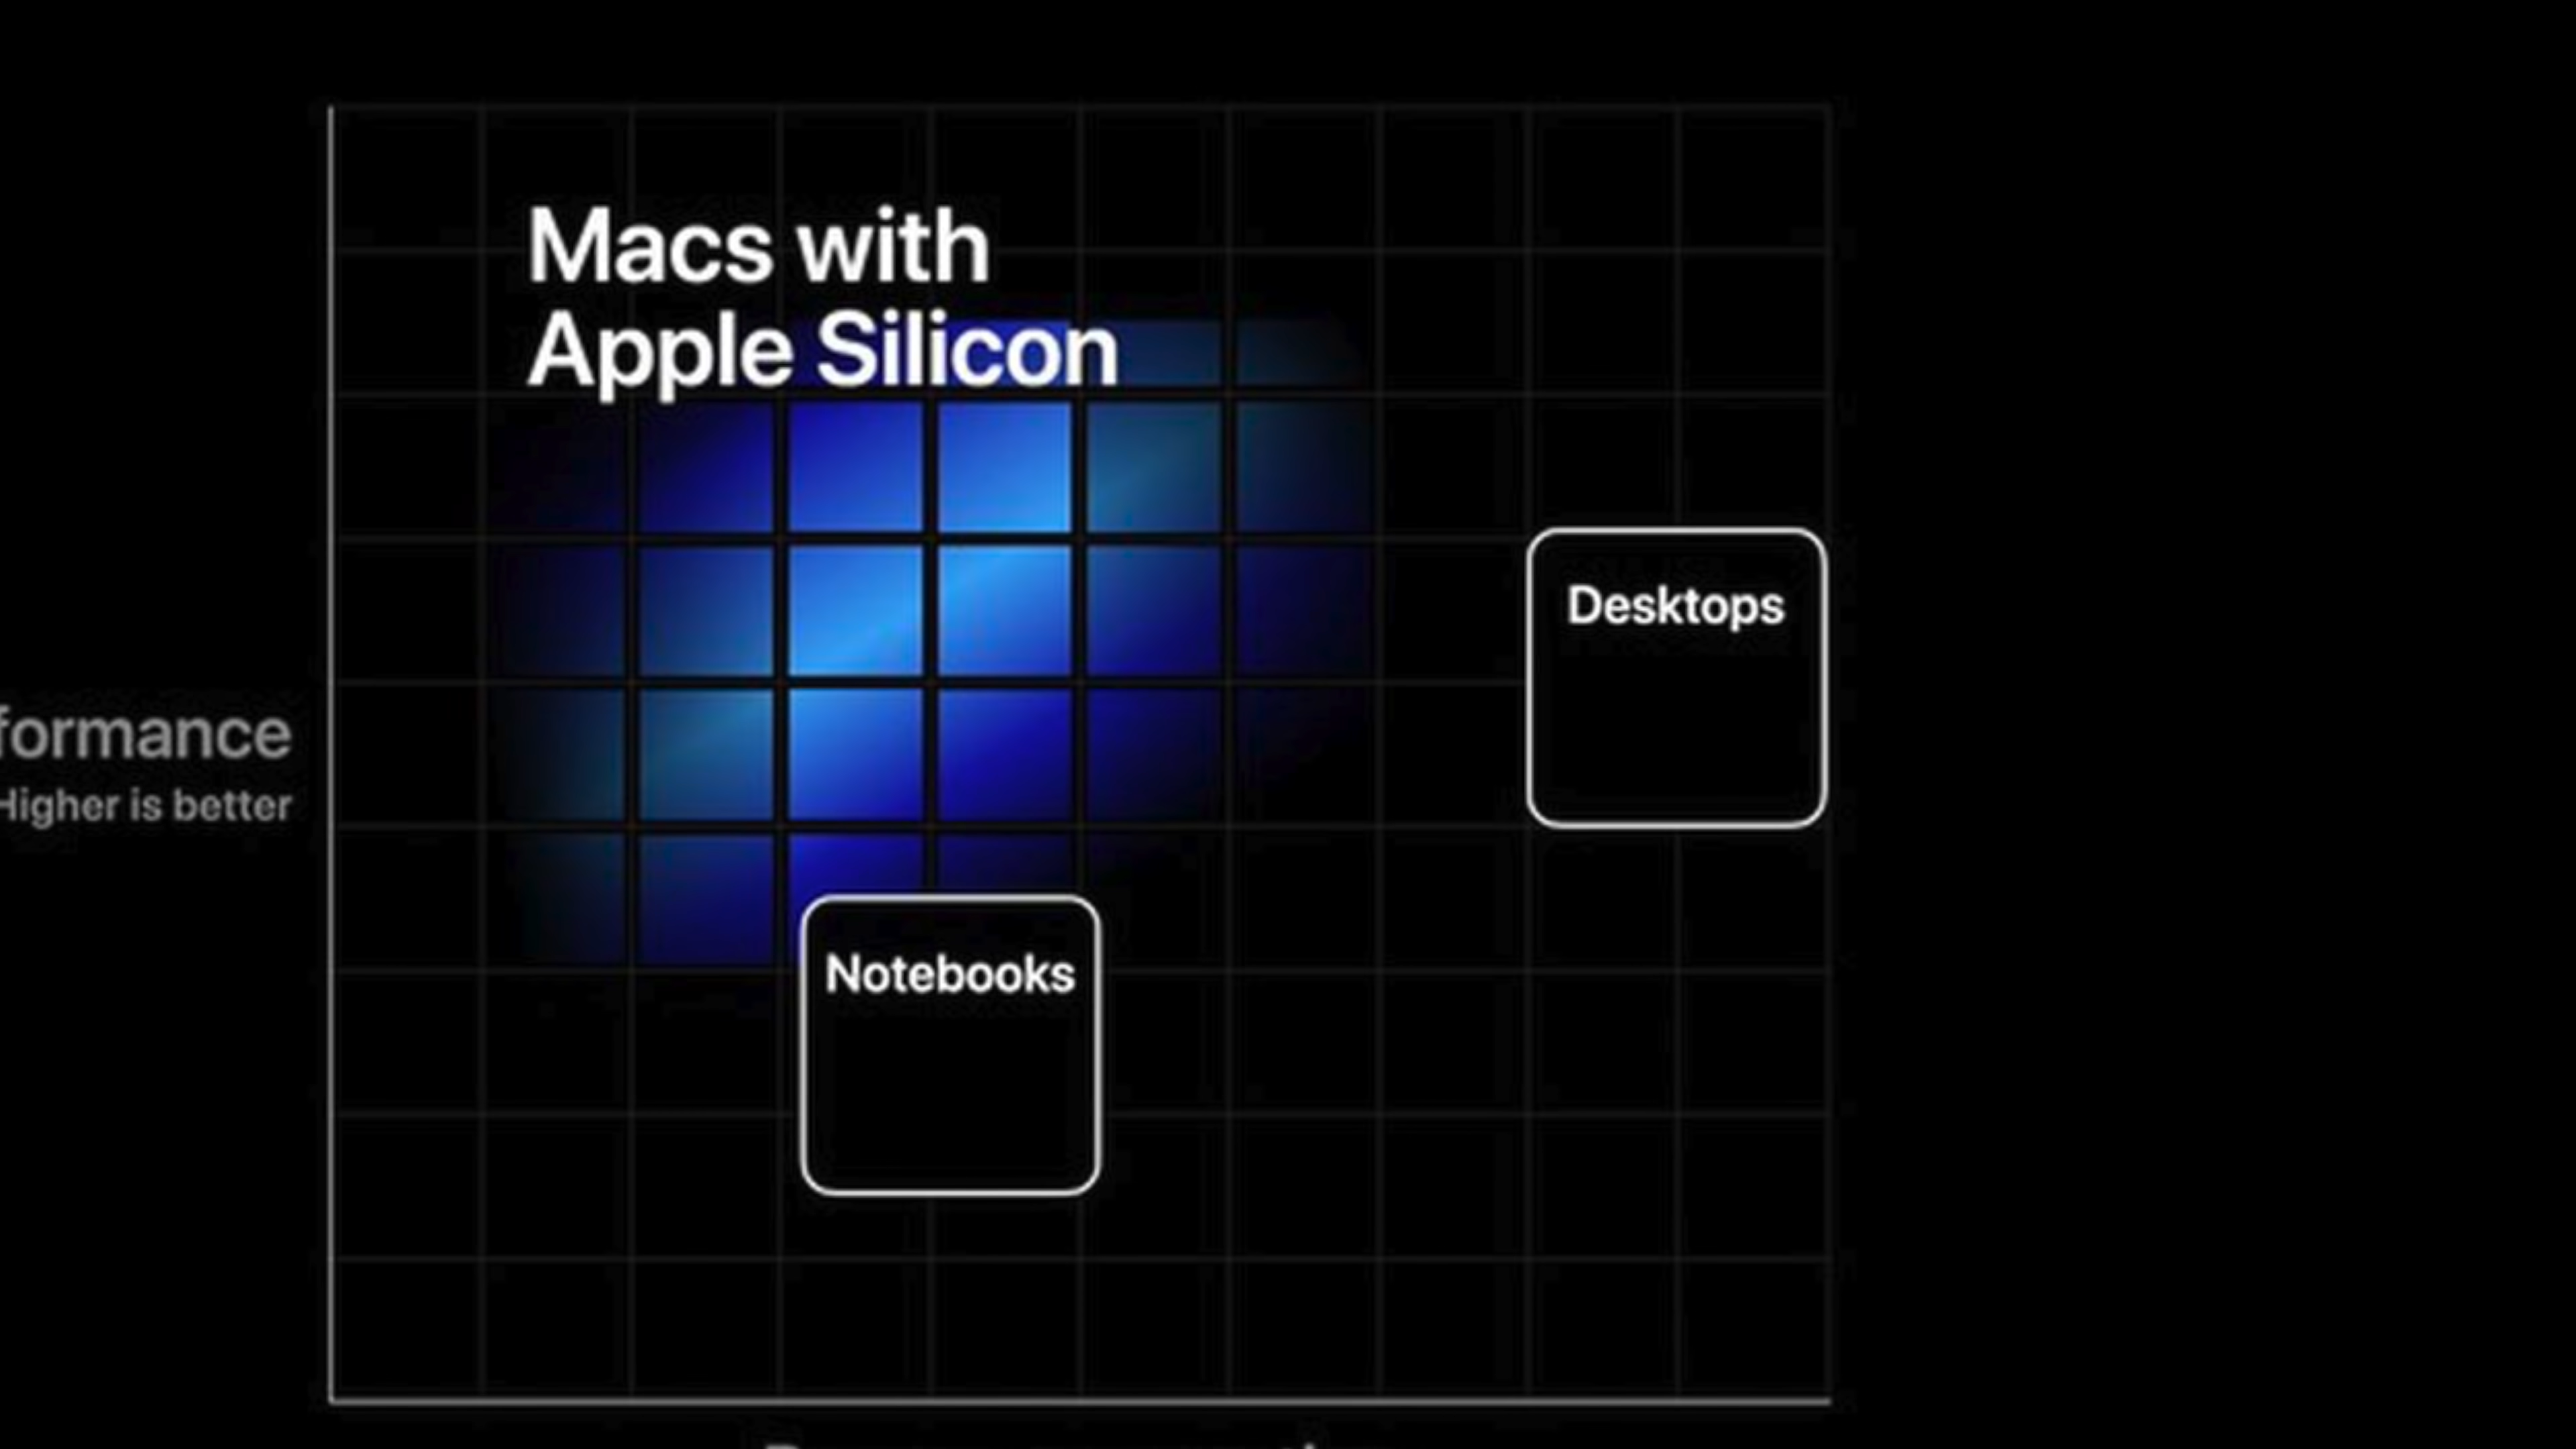 Macs with
Apple Silicon
Desktops
formance
Higher is better
Notebooks